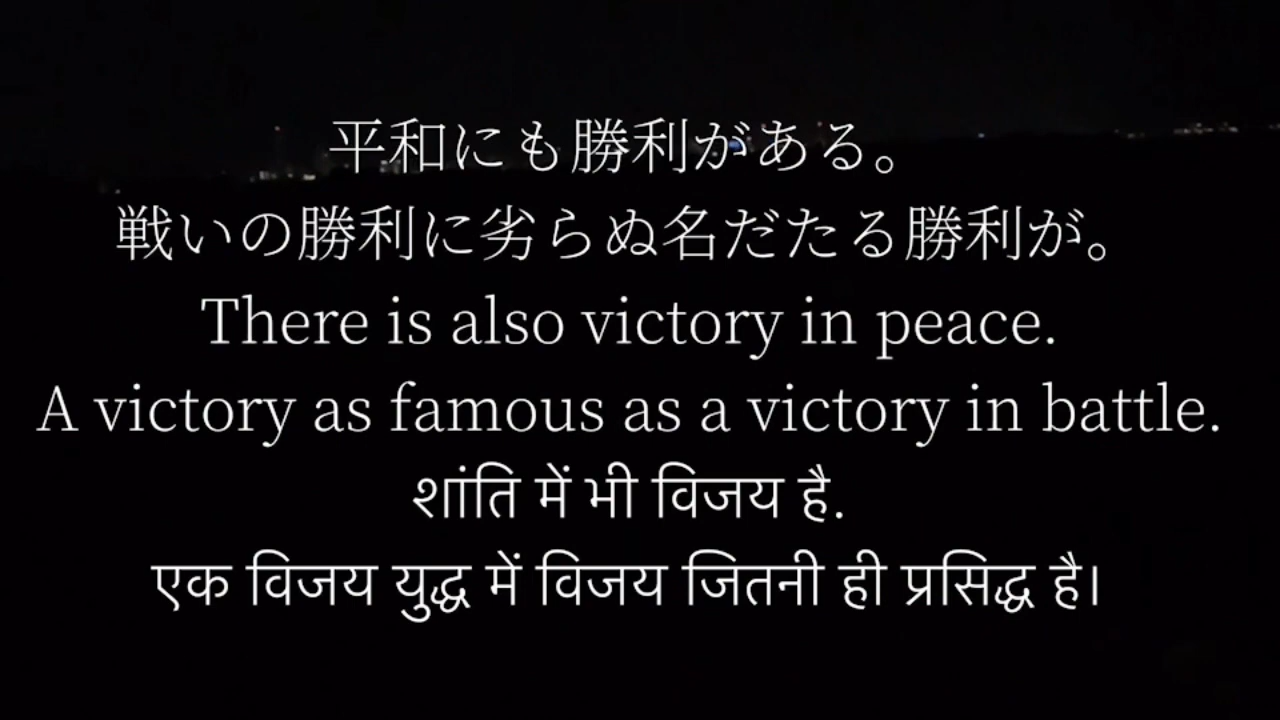 平和にも勝利がある。
戦いの勝利に劣らぬ名だたる勝利が。
There is also victory in peace.
A victory as famous as a victory in battle.
शांति में भी विजय है.
एक विजय युद्ध में विजय जितनी ही प्रसिद्ध है।